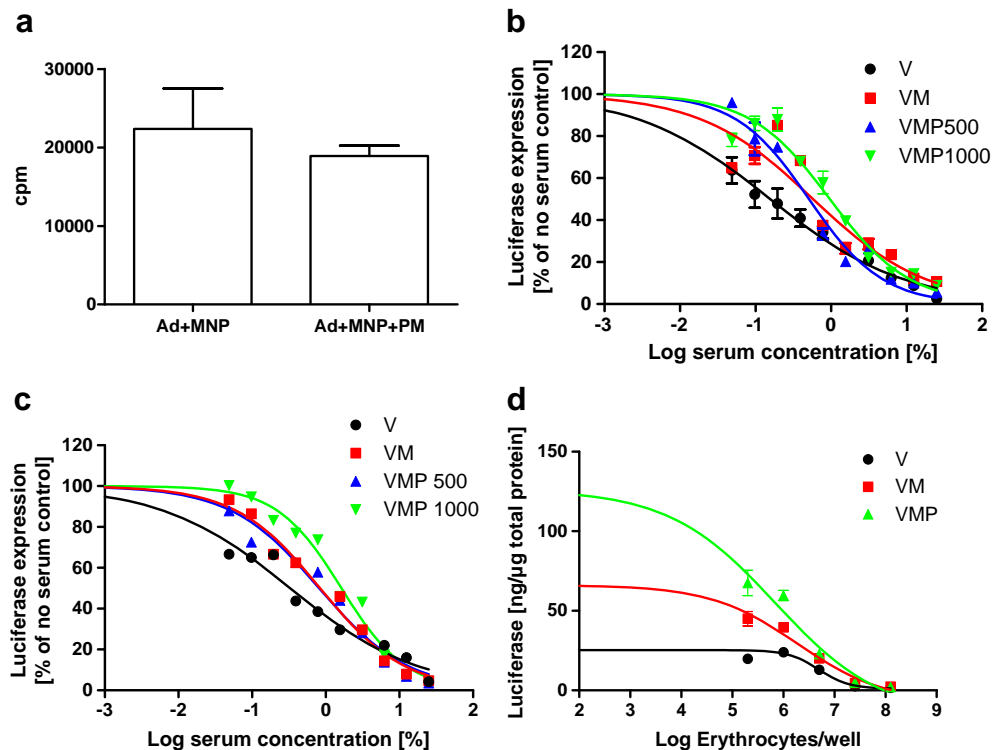 a
cpm
30000
20000
10000
0
Ad+MNP
Ad+MNP+PM
b
Luciferase expression
[% of no serum control]
120
100
80
60
40
20
0
-3
-2
-1
0
1
2
Log serum concentration [%]
V
VM
VMP500
VMP1000
c
Luciferase expression
[% of no serum control]
120
100
80
60
40
20
0
-3
-2
-1
0
1
2
Log serum concentration [%]
V
VM
VMP 500
VMP 1000
d
Luciferase [ng/µg total protein]
150
100
50
0
2
3
4
5
6
7
8
9
Log Erythrocytes/well
V
VM
VMP